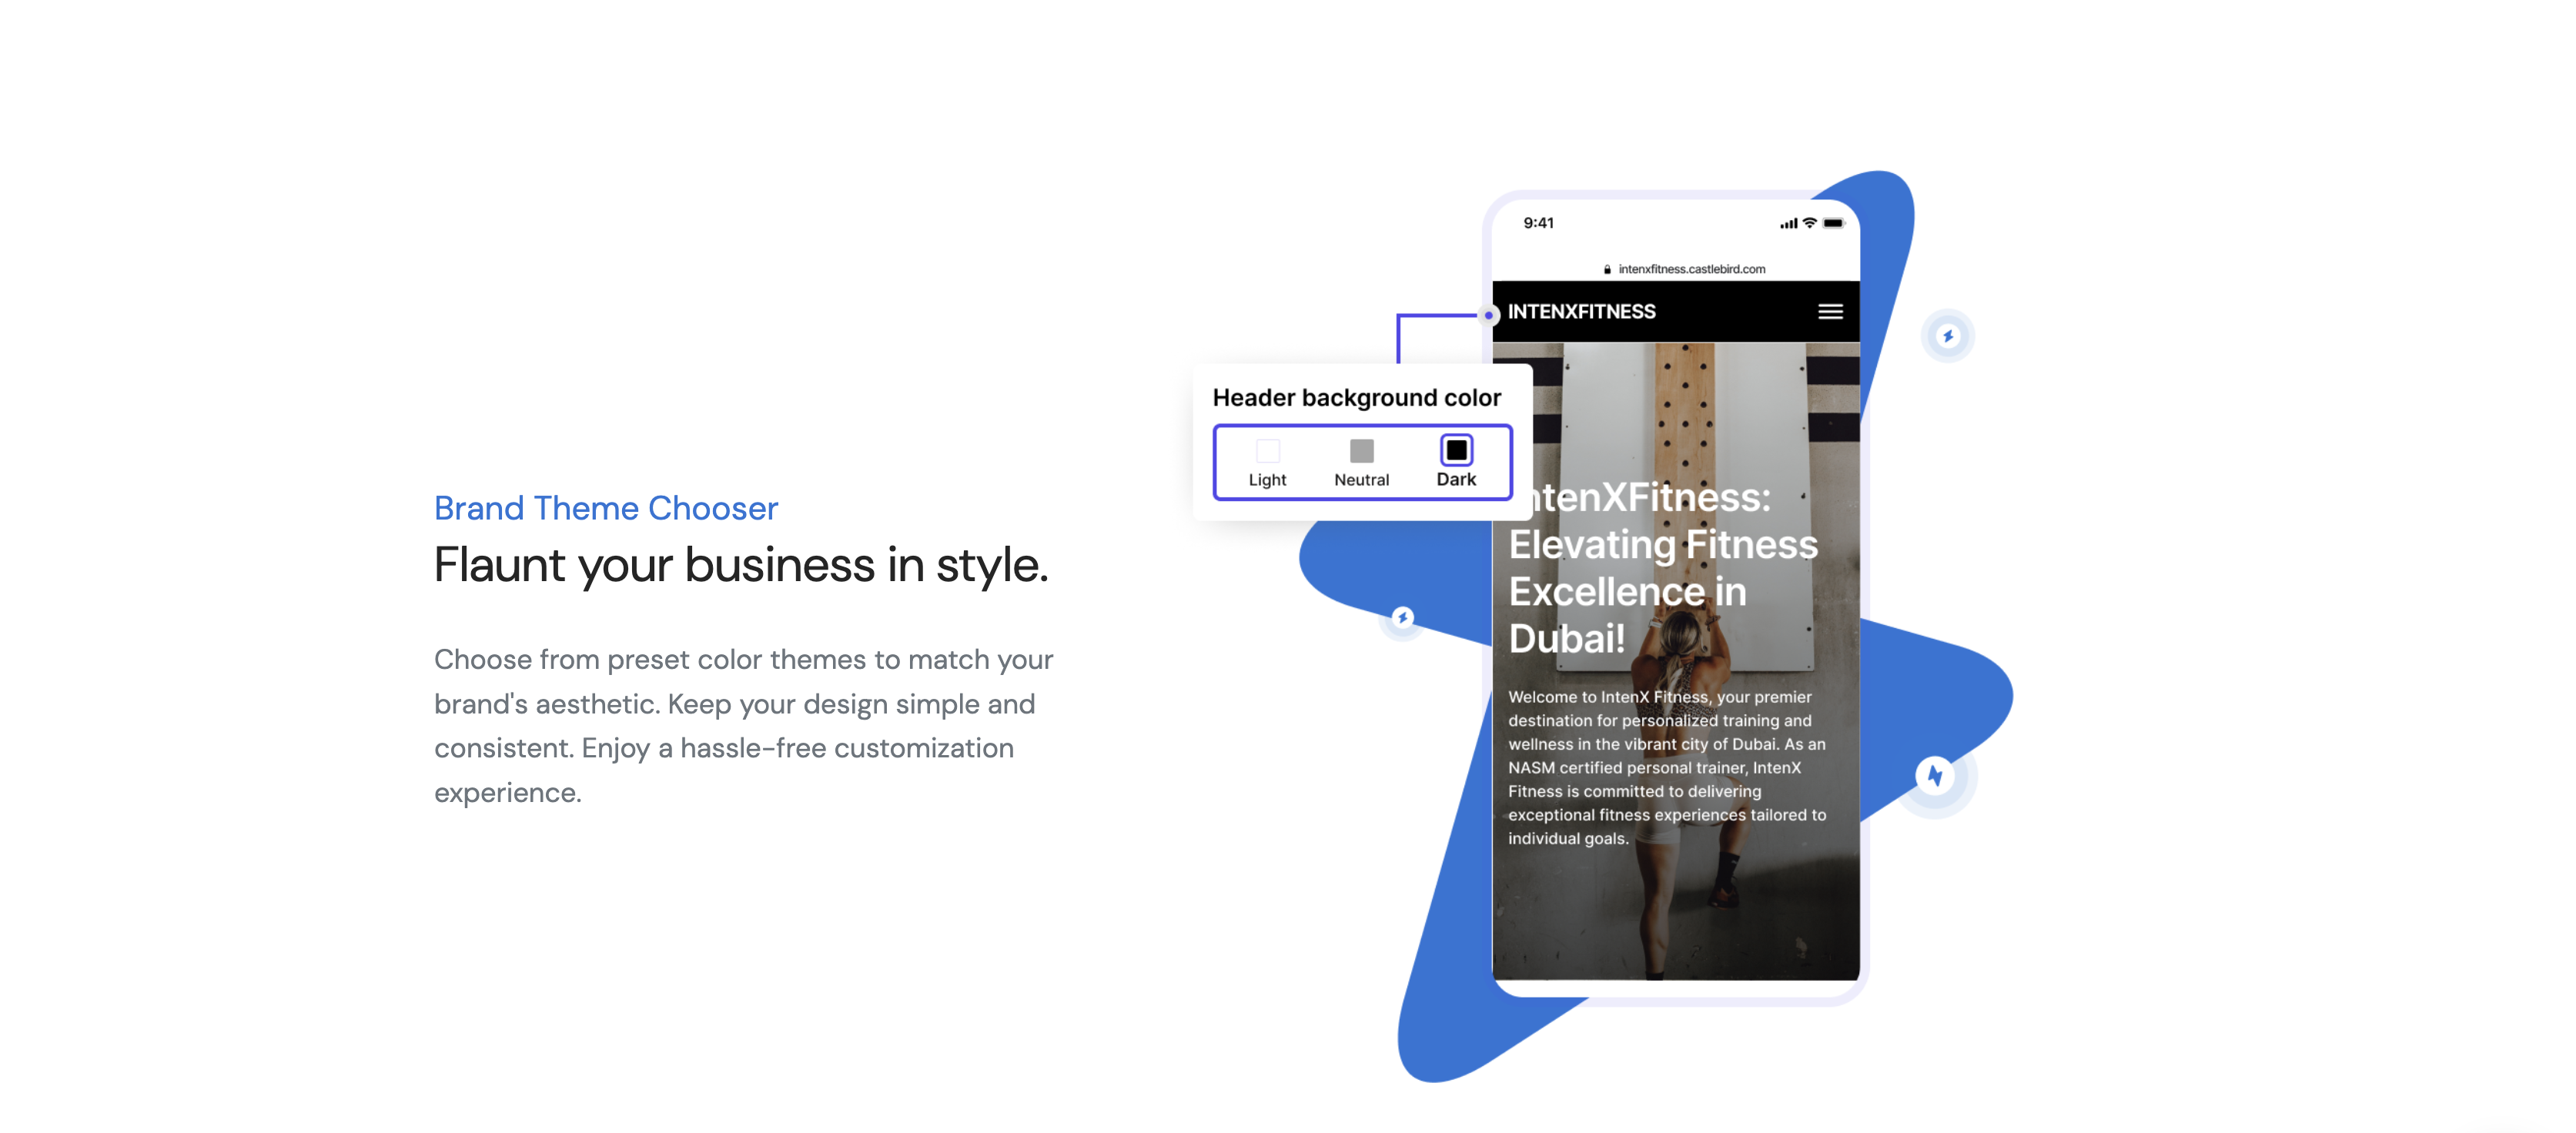 Brand Theme Chooser
Flaunt your business in style.
Choose from preset color themes to match your
brand's aesthetic. Keep your design simple and
consistent. Enjoy a hassle-free customization
experience.
9:41
intenxfitness.castlebird.com
INTENXFITNESS
Header background color
Light Neutral Dark
ntenXFitness:
Elevating Fitness
Excellence in
Dubai!
Welcome to IntenX Fitness, your premier
destination for personalized training and
wellness in the vibrant city of Dubai. As an
NASM certified personal trainer, IntenX
Fitness is committed to delivering
exceptional fitness experiences tailored to
individual goals.